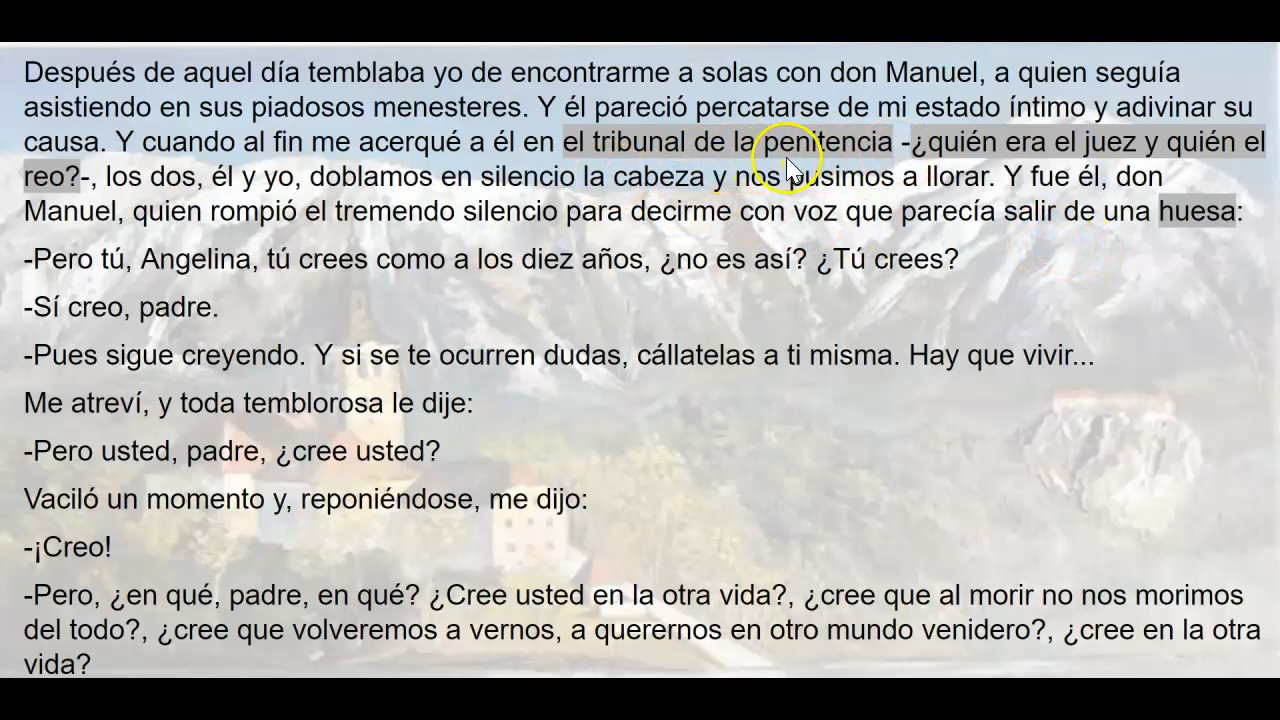 Después de aquel día temblaba yo de encontrarme a solas con don Manuel, a quien seguía
asistiendo en sus piadosos menesteres. Y él pareció percatarse de mi estado íntimo y adivinar su
causa. Y cuando al fin me acerqué a él en el tribunal de la penitencia -¿quién era el juez y quién el
reo?-, los dos, él y yo, doblamos en silencio la cabeza y nos pusimos a llorar. Y fue él, don
Manuel, quien rompió el tremendo silencio para decirme con voz que parecía salir de una huesa:
-Pero tú, Angelina, tú crees como a los diez años, ¿no es así? ¿Tú crees?
-Sí creo, padre.
-Pues sigue creyendo. Y si se te ocurren dudas, cállatelas a ti misma. Hay que vivir...
Me atreví, y toda temblorosa le dije:
-Pero usted, padre, ¿cree usted?
Vaciló un momento y, reponiéndose, me dijo:
-¡Creo!
-Pero, ¿en qué, padre, en qué? ¿Cree usted en la otra vida?, ¿cree que al morir no nos morimos
del todo?, ¿cree que volveremos a vernos, a querernos en otro mundo venidero?, ¿cree en la otra
vida?